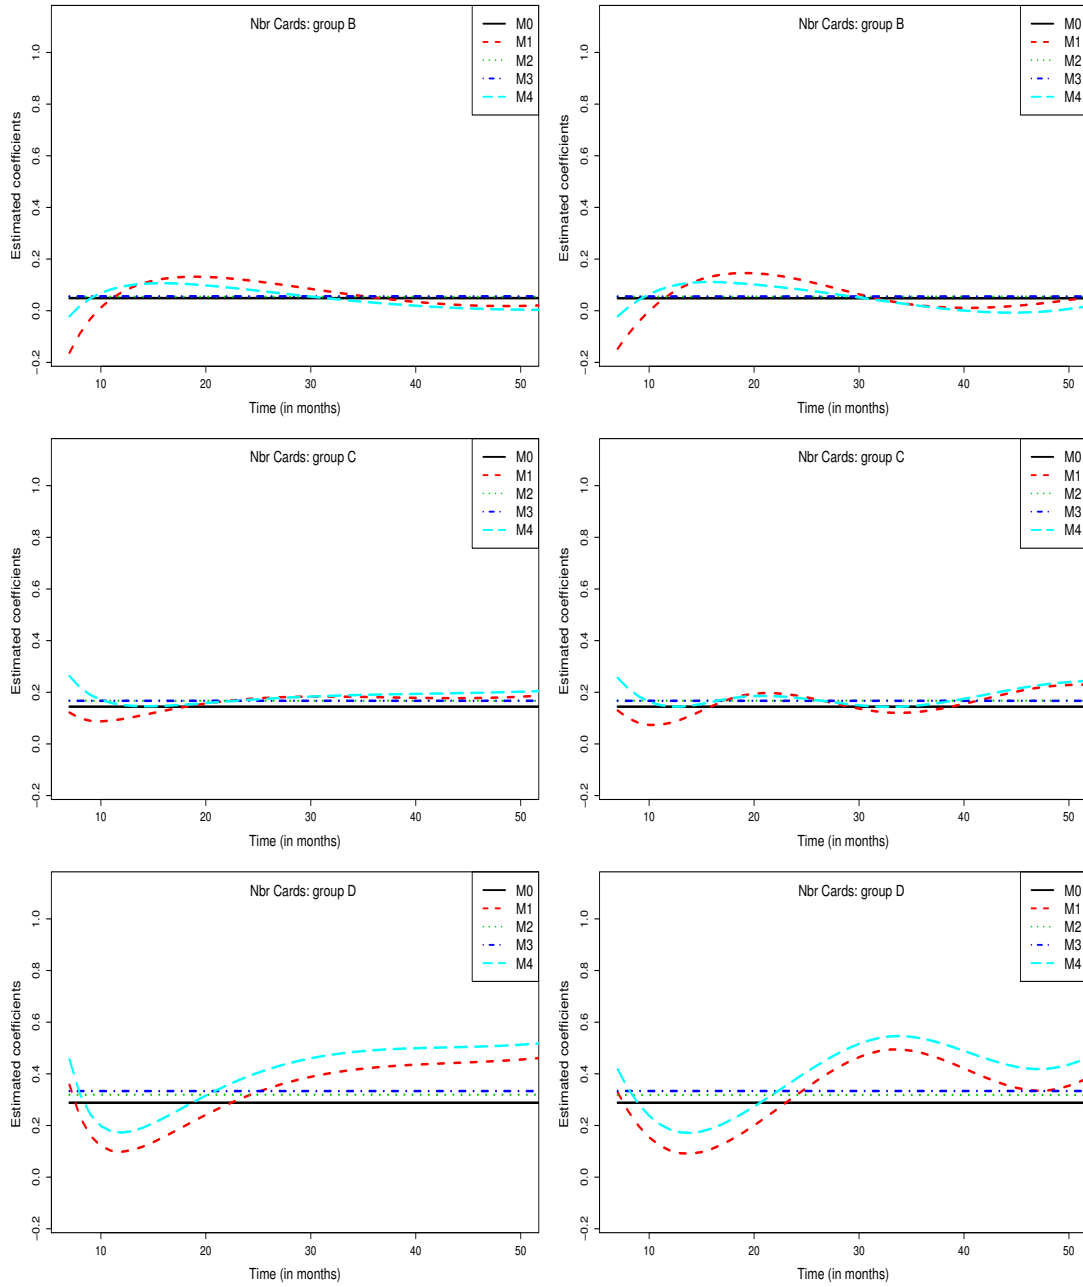 Nbr Cards: group B
M0
M1
M2
M3
M4
Estimated coefficients
1.0
0.8
0.6
0.4
0.2
0.0
−0.2
10 20 30 40 50
Time (in months)
Nbr Cards: group B
M0
M1
M2
M3
M4
Estimated coefficients
1.0
0.8
0.6
0.4
0.2
0.0
−0.2
10 20 30 40 50
Time (in months)
Nbr Cards: group C
M0
M1
M2
M3
M4
Estimated coefficients
1.0
0.8
0.6
0.4
0.2
0.0
−0.2
10 20 30 40 50
Time (in months)
Nbr Cards: group C
M0
M1
M2
M3
M4
Estimated coefficients
1.0
0.8
0.6
0.4
0.2
0.0
−0.2
10 20 30 40 50
Time (in months)
Nbr Cards: group D
M0
M1
M2
M3
M4
Estimated coefficients
1.0
0.8
0.6
0.4
0.2
0.0
−0.2
10 20 30 40 50
Time (in months)
Nbr Cards: group D
M0
M1
M2
M3
M4
Estimated coefficients
1.0
0.8
0.6
0.4
0.2
0.0
−0.2
10 20 30 40 50
Time (in months)